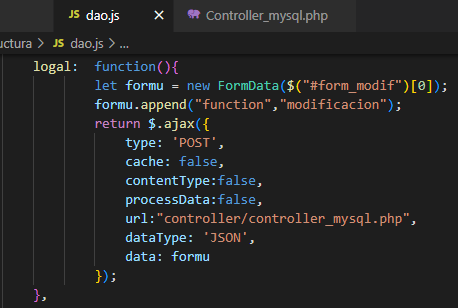 JS dao.js × Controller_mysql.php
uctura > JS dao.js > ...
logal: function(){
let formu = new FormData($("#form_modif")[0]);
formu.append("function","modificacion");
return $.ajax({
type: 'POST',
cache: false,
contentType:false,
processData:false,
url:"controller/controller_mysql.php",
dataType: 'JSON',
data: formu
});
},